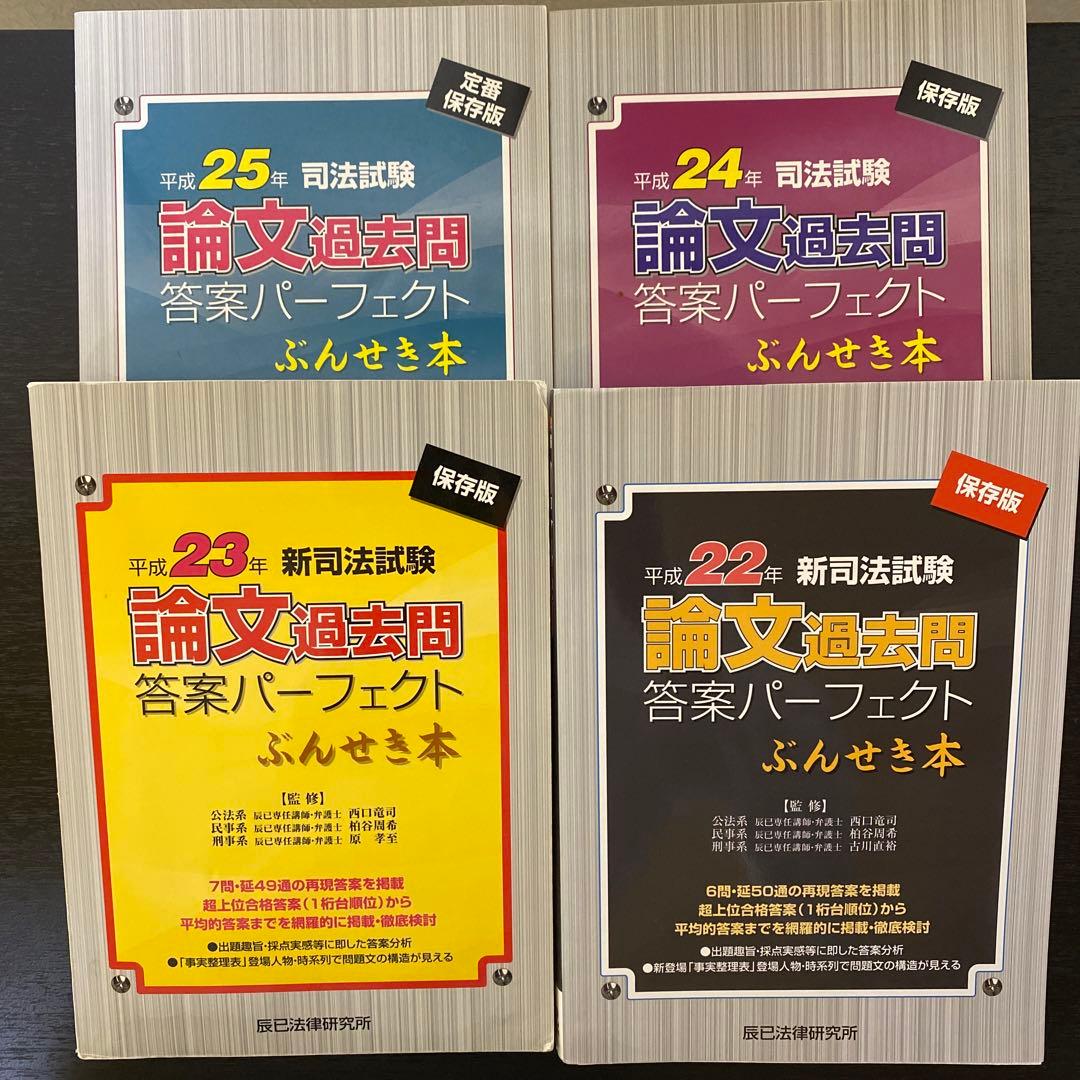 定番
保存版
平成25年 司法試験
論文過去問
答案パーフェクト
ぶんせき本
保存版
平成24年 司法試験
論文過去問
答案パーフェクト
ぶんせき本
保存版
平成23年 新司法試験
論文過去問
答案パーフェクト
ぶんせき本
【監修】
公法系 辰已専任講師・弁護士 西口竜司
民事系 辰已専任講師・弁護士 柏谷周希
刑事系 辰已専任講師・弁護士 原 孝至
7問・延49通の再現答案を掲載
超上位合格答案(1桁台順位)から
平均的答案までを網羅的に掲載・徹底検討
●出題趣旨・採点実感等に即した答案分析
●「事実整理表」登場人物・時系列で問題文の構造が見える
辰已法律研究所
保存版
平成22年 新司法試験
論文過去問
答案パーフェクト
ぶんせき本
【監修】
公法系 辰已専任講師・弁護士 西口竜司
民事系 辰已専任講師・弁護士 柏谷周希
刑事系 辰已専任講師・弁護士 古川直裕
6問・延50通の再現答案を掲載
超上位合格答案(1桁台順位)から
平均的答案までを網羅的に掲載・徹底検討
●出題趣旨・採点実感等に即した答案分析
●新登場「事実整理表」登場人物・時系列で問題文の構造が見える
辰已法律研究所